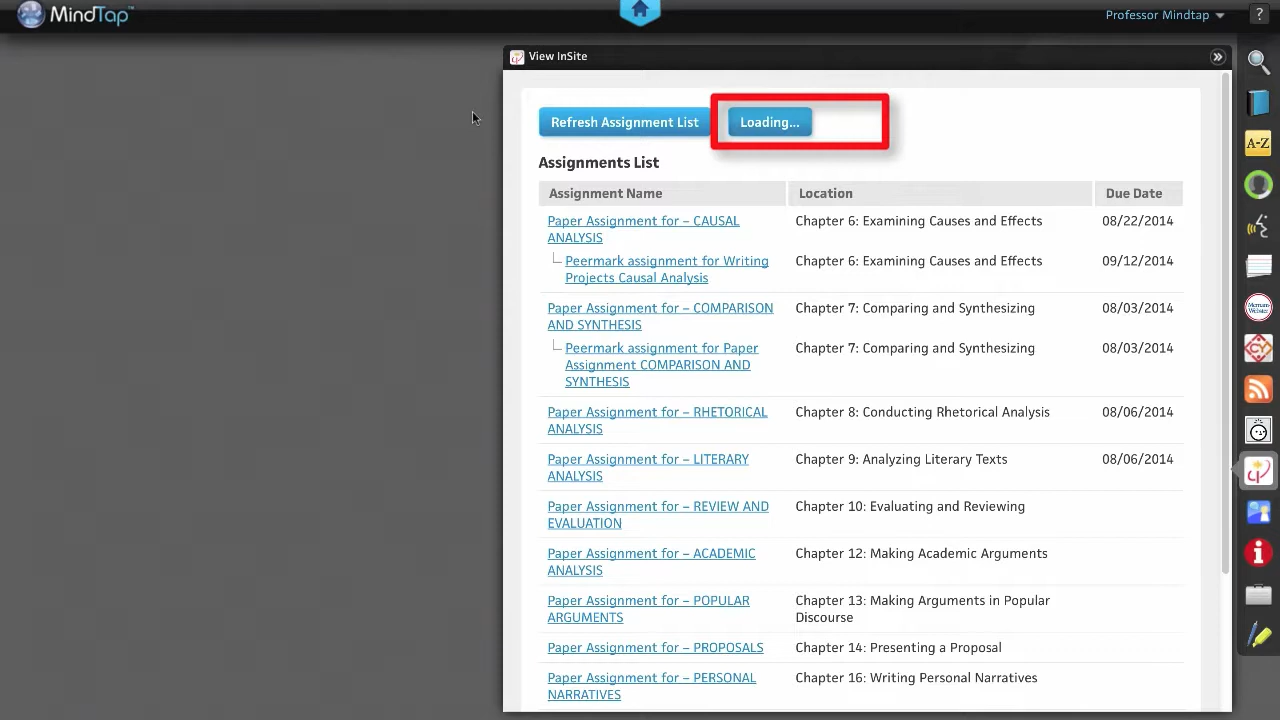 MindTap
Professor Mindtap
?
View InSite
Refresh Assignment List
Loading...
Assignments List
Assignment Name
Location
Due Date
Paper Assignment for – CAUSAL
ANALYSIS
Chapter 6: Examining Causes and Effects
08/22/2014
Peermark assignment for Writing
Projects Causal Analysis
Chapter 6: Examining Causes and Effects
09/12/2014
Paper Assignment for – COMPARISON
AND SYNTHESIS
Chapter 7: Comparing and Synthesizing
08/03/2014
Peermark assignment for Paper
Assignment COMPARISON AND
SYNTHESIS
Chapter 7: Comparing and Synthesizing
08/03/2014
Paper Assignment for – RHETORICAL
ANALYSIS
Chapter 8: Conducting Rhetorical Analysis
08/06/2014
Paper Assignment for – LITERARY
ANALYSIS
Chapter 9: Analyzing Literary Texts
08/06/2014
Paper Assignment for – REVIEW AND
EVALUATION
Chapter 10: Evaluating and Reviewing
Paper Assignment for – ACADEMIC
ANALYSIS
Chapter 12: Making Academic Arguments
Paper Assignment for – POPULAR
ARGUMENTS
Chapter 13: Making Arguments in Popular
Discourse
Paper Assignment for – PROPOSALS
Chapter 14: Presenting a Proposal
Paper Assignment for – PERSONAL
NARRATIVES
Chapter 16: Writing Personal Narratives
A-Z
Merriam-
Webster
CY
i